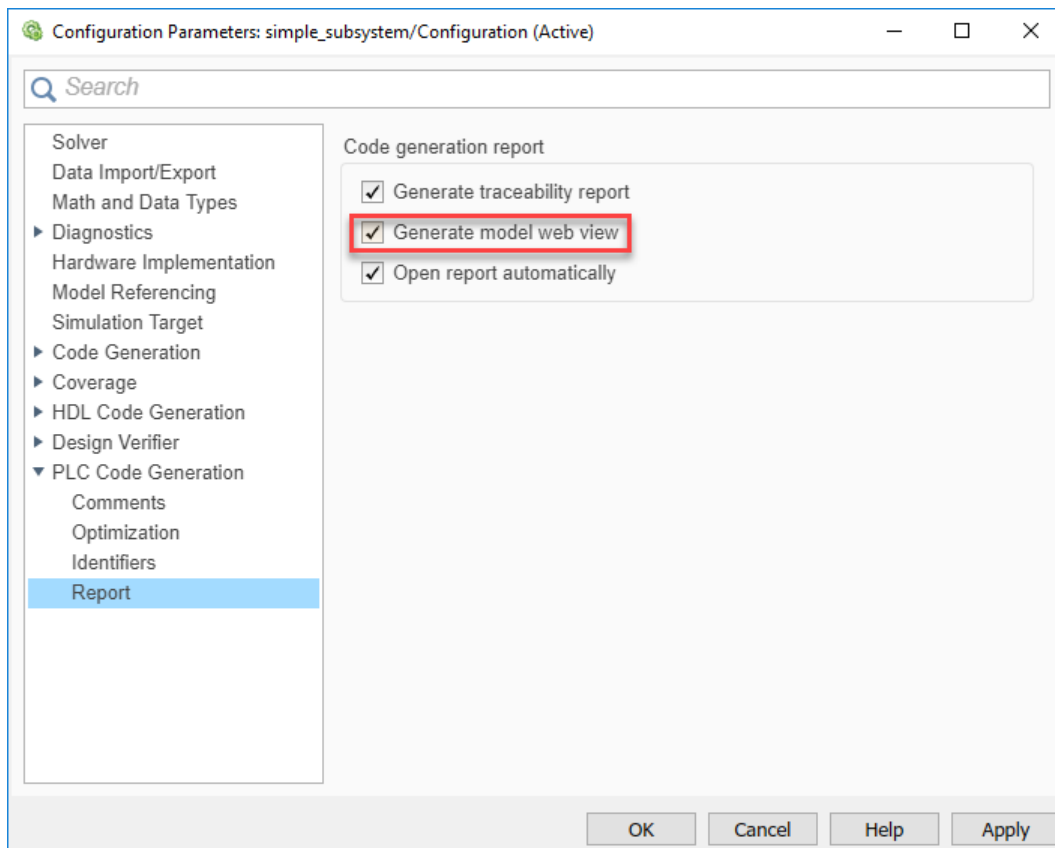 Configuration Parameters: simple_subsystem/Configuration (Active)
Search
Solver
Data Import/Export
Math and Data Types
Diagnostics
Hardware Implementation
Model Referencing
Simulation Target
Code Generation
Coverage
HDL Code Generation
Design Verifier
PLC Code Generation
Comments
Optimization
Identifiers
Report
Code generation report
Generate traceability report
Generate model web view
Open report automatically
OK Cancel Help Apply